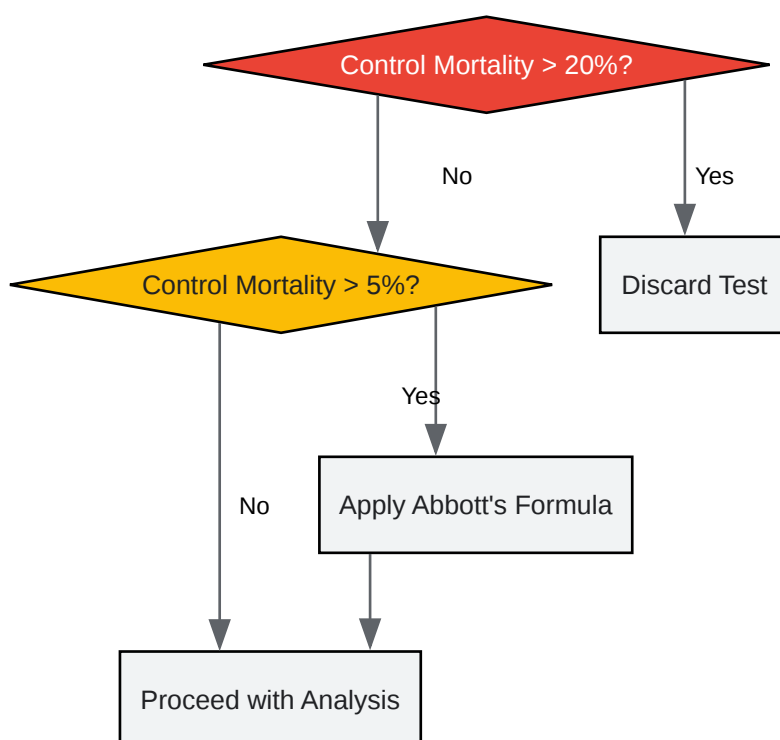 Control Mortality > 20%?
No
Yes
Control Mortality > 5%?
Discard Test
Yes
No
Apply Abbott's Formula
Proceed with Analysis